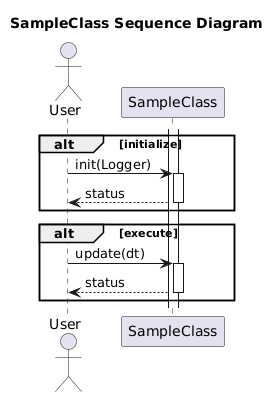 SampleClass Sequence Diagram
User
SampleClass
alt [initialize]
init(Logger)
status
alt [execute]
update(dt)
status
User
SampleClass